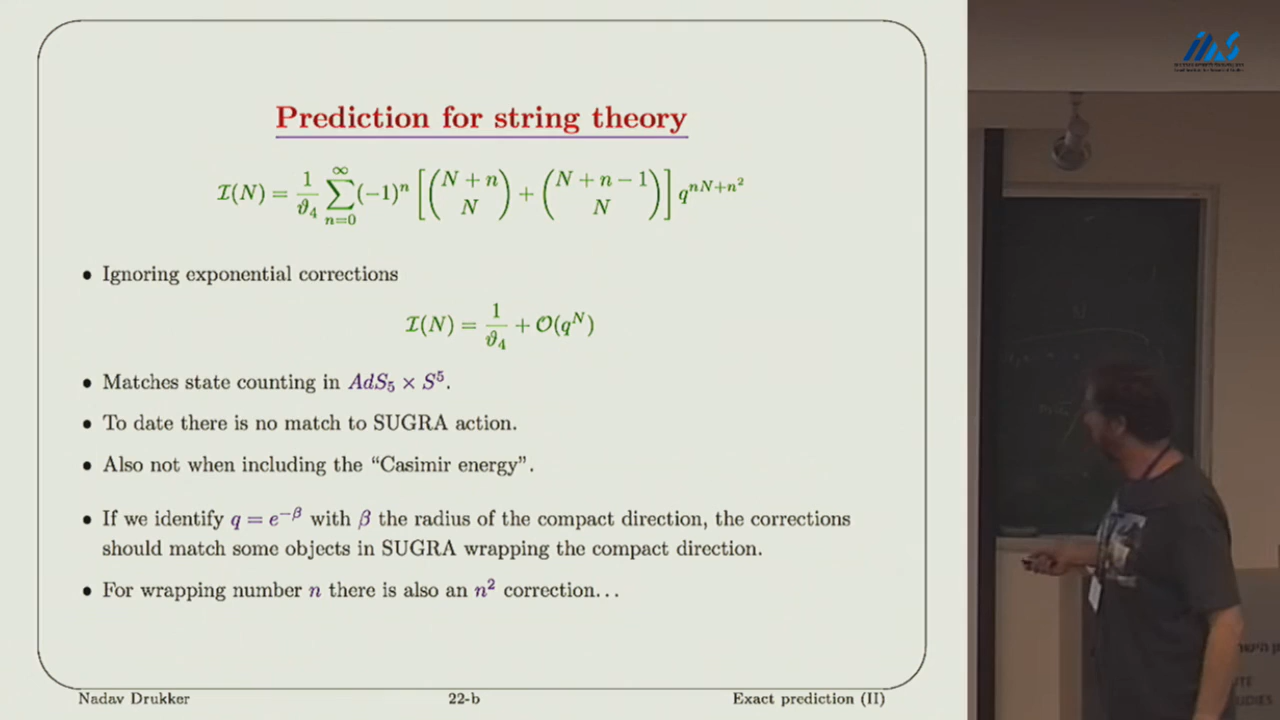 Prediction for string theory
I(N) = 1/ϑ₄ ∑_{n=0}^{∞} (−1)ⁿ [ (N + n choose N) + (N + n − 1 choose N) ] q^{nN+n²}
• Ignoring exponential corrections
I(N) = 1/ϑ₄ + O(q^N)
• Matches state counting in AdS₅ × S⁵.
• To date there is no match to SUGRA action.
• Also not when including the “Casimir energy”.
• If we identify q = e^{−β} with β the radius of the compact direction, the corrections
should match some objects in SUGRA wrapping the compact direction.
• For wrapping number n there is also an n² correction…
Nadav Drukker 22-b Exact prediction (II)